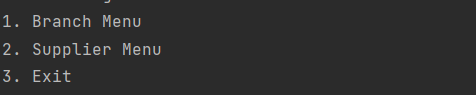 1. Branch Menu
2. Supplier Menu
3. Exit